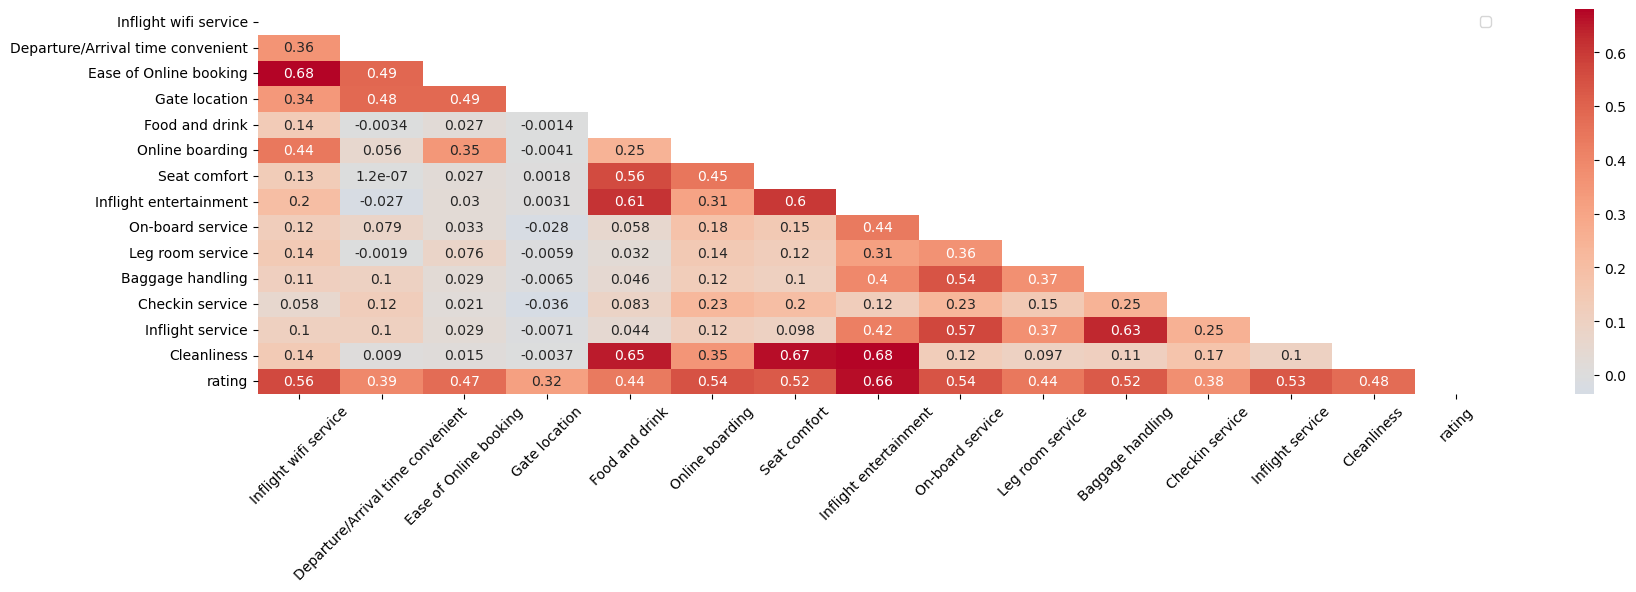 Inflight wifi service
Departure/Arrival time convenient 0.36
Ease of Online booking 0.68 0.49
Gate location 0.34 0.48 0.49
Food and drink 0.14 -0.0034 0.027 -0.0014
Online boarding 0.44 0.056 0.35 -0.0041 0.25
Seat comfort 0.13 1.2e-07 0.027 0.0018 0.56 0.45
Inflight entertainment 0.2 -0.027 0.03 0.0031 0.61 0.31 0.6
On-board service 0.12 0.079 0.033 -0.028 0.058 0.18 0.15 0.44
Leg room service 0.14 -0.0019 0.076 -0.0059 0.032 0.14 0.12 0.31 0.36
Baggage handling 0.11 0.1 0.029 -0.0065 0.046 0.12 0.1 0.4 0.54 0.37
Checkin service 0.058 0.12 0.021 -0.036 0.083 0.23 0.2 0.12 0.23 0.15 0.25
Inflight service 0.1 0.1 0.029 -0.0071 0.044 0.12 0.098 0.42 0.57 0.37 0.63 0.25
Cleanliness 0.14 0.009 0.015 -0.0037 0.65 0.35 0.67 0.68 0.12 0.097 0.11 0.17 0.1
rating 0.56 0.39 0.47 0.32 0.44 0.54 0.52 0.66 0.54 0.44 0.52 0.38 0.53 0.48
Inflight wifi service
Departure/Arrival time convenient
Ease of Online booking
Gate location
Food and drink
Online boarding
Seat comfort
Inflight entertainment
On-board service
Leg room service
Baggage handling
Checkin service
Inflight service
Cleanliness
rating
0.6
0.5
0.4
0.3
0.2
0.1
0.0